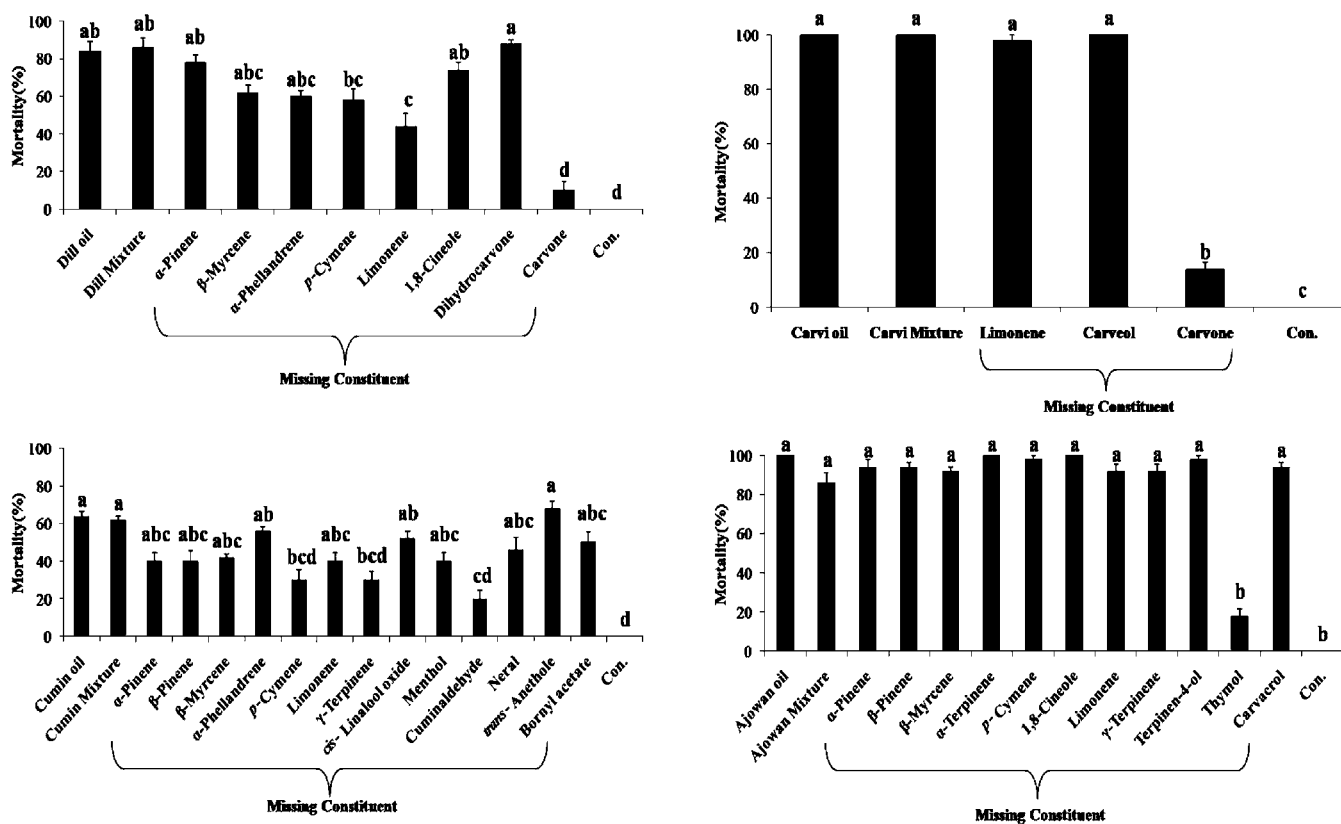 100
80
60
40
20
0
Mortality(%)
ab
ab
ab
abc
abc
bc
c
ab
a
d
d
Dill oil
Dill Mixture
α-Pinene
β-Myrcene
α-Phellandrene
p-Cymene
Limonene
1,8-Cineole
Dihydrocarvone
Carvone
Con.
Missing Constituent
100
80
60
40
20
0
Mortality(%)
a
a
a
a
b
c
Carvi oil
Carvi Mixture
Limonene
Carveol
Carvone
Con.
Missing Constituent
100
80
60
40
20
0
Mortality(%)
a
a
abc
abc
abc
ab
bcd
abc
bcd
ab
abc
cd
abc
a
abc
d
Cumin oil
Cumin Mixture
α-Pinene
β-Pinene
β-Myrcene
α-Phellandrene
p-Cymene
Limonene
γ-Terpinene
cis- Linalool oxide
Menthol
Cuminaldehyde
Neral
trans- Anethole
Bornyl acetate
Con.
Missing Constituent
100
80
60
40
20
0
Mortality(%)
a
a
a
a
a
a
a
a
a
a
a
b
a
b
Ajowan oil
Ajowan Mixture
α-Pinene
β-Pinene
β-Myrcene
α-Terpinene
p- Cymene
1,8-Cineole
Limonene
γ-Terpinene
Terpinen-4-ol
Thymol
Carvacrol
Con.
Missing Constituent